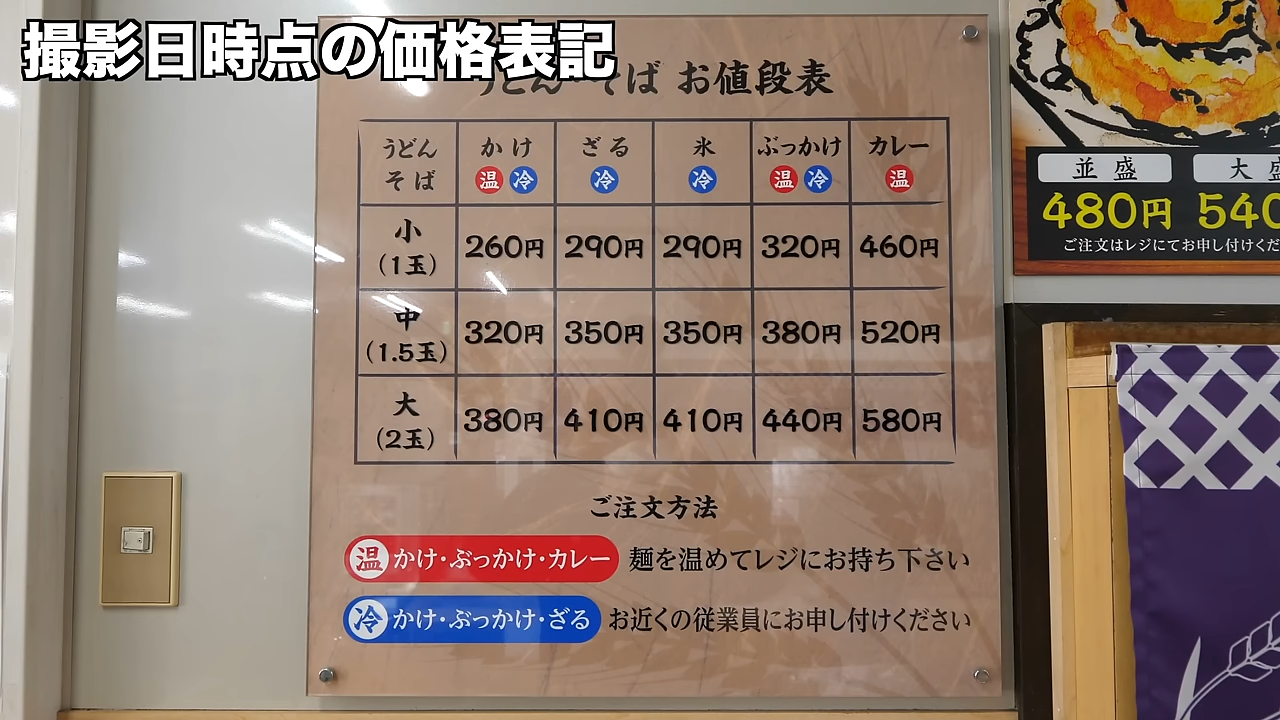 撮影日時点の価格表記
うどん そば お値段表
うどん そば かけ 温 冷 ざる 冷 氷 冷 ぶっかけ 温 冷 カレー 温
小(1玉) 260円 290円 290円 320円 460円
中(1.5玉) 320円 350円 350円 380円 520円
大(2玉) 380円 410円 410円 440円 580円
ご注文方法
温 かけ・ぶっかけ・カレー 麺を温めてレジにお持ち下さい
冷 かけ・ぶっかけ・ざる お近くの従業員にお申し付けください
並盛 大盛
480円 540
ご注文はレジにてお申し付けくだ